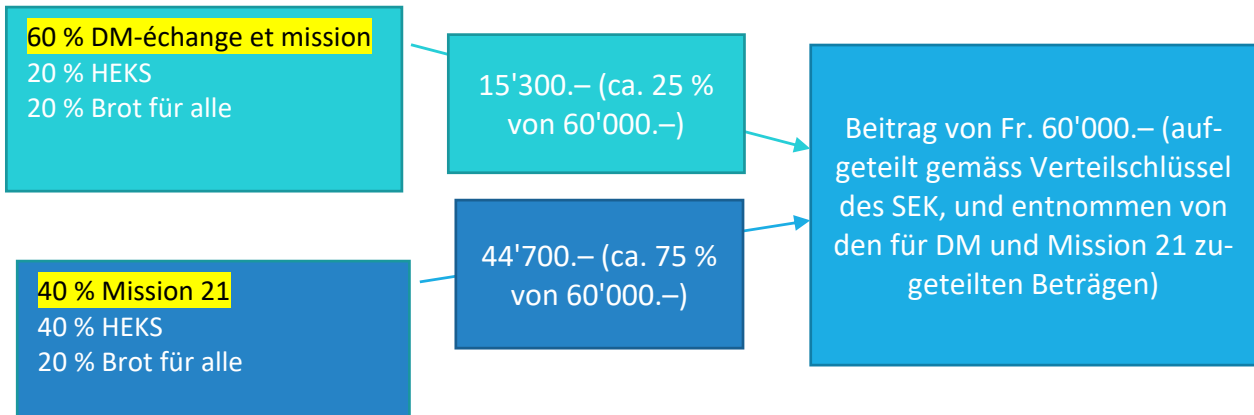 60 % DM-échange et mission
20 % HEKS
20 % Brot für alle
15'300.– (ca. 25 %
von 60'000.–)
40 % Mission 21
40 % HEKS
20 % Brot für alle
44'700.– (ca. 75 %
von 60'000.–)
Beitrag von Fr. 60'000.– (auf-
geteilt gemäss Verteilschlüssel
des SEK, und entnommen von
den für DM und Mission 21 zu-
geteilten Beträgen)